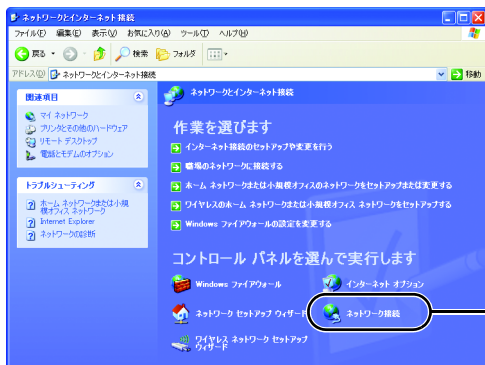 ネットワークとインターネット接続
ファイル(F) 編集(E) 表示(V) お気に入り(A) ツール(T) ヘルプ(H)
戻る 検索 フォルダ
アドレス(D) ネットワークとインターネット接続 移動
関連項目
マイ ネットワーク
プリンタとその他のハードウェア
リモート デスクトップ
電話とモデムのオプション
トラブルシューティング
ホーム ネットワークまたは小規
模オフィス ネットワーク
Internet Explorer
ネットワークの診断
ネットワークとインターネット接続
作業を選びます
インターネット接続のセットアップや変更を行う
職場のネットワークに接続する
ホーム ネットワークまたは小規模オフィスのネットワークをセットアップまたは変更する
ワイヤレスのホーム ネットワークまたは小規模オフィス ネットワークをセットアップする
Windows ファイアウォールの設定を変更する
コントロール パネルを選んで実行します
Windows ファイアウォール インターネット オプション
ネットワーク セットアップ ウィザード ネットワーク接続
ワイヤレス ネットワーク セットアップ
ウィザード